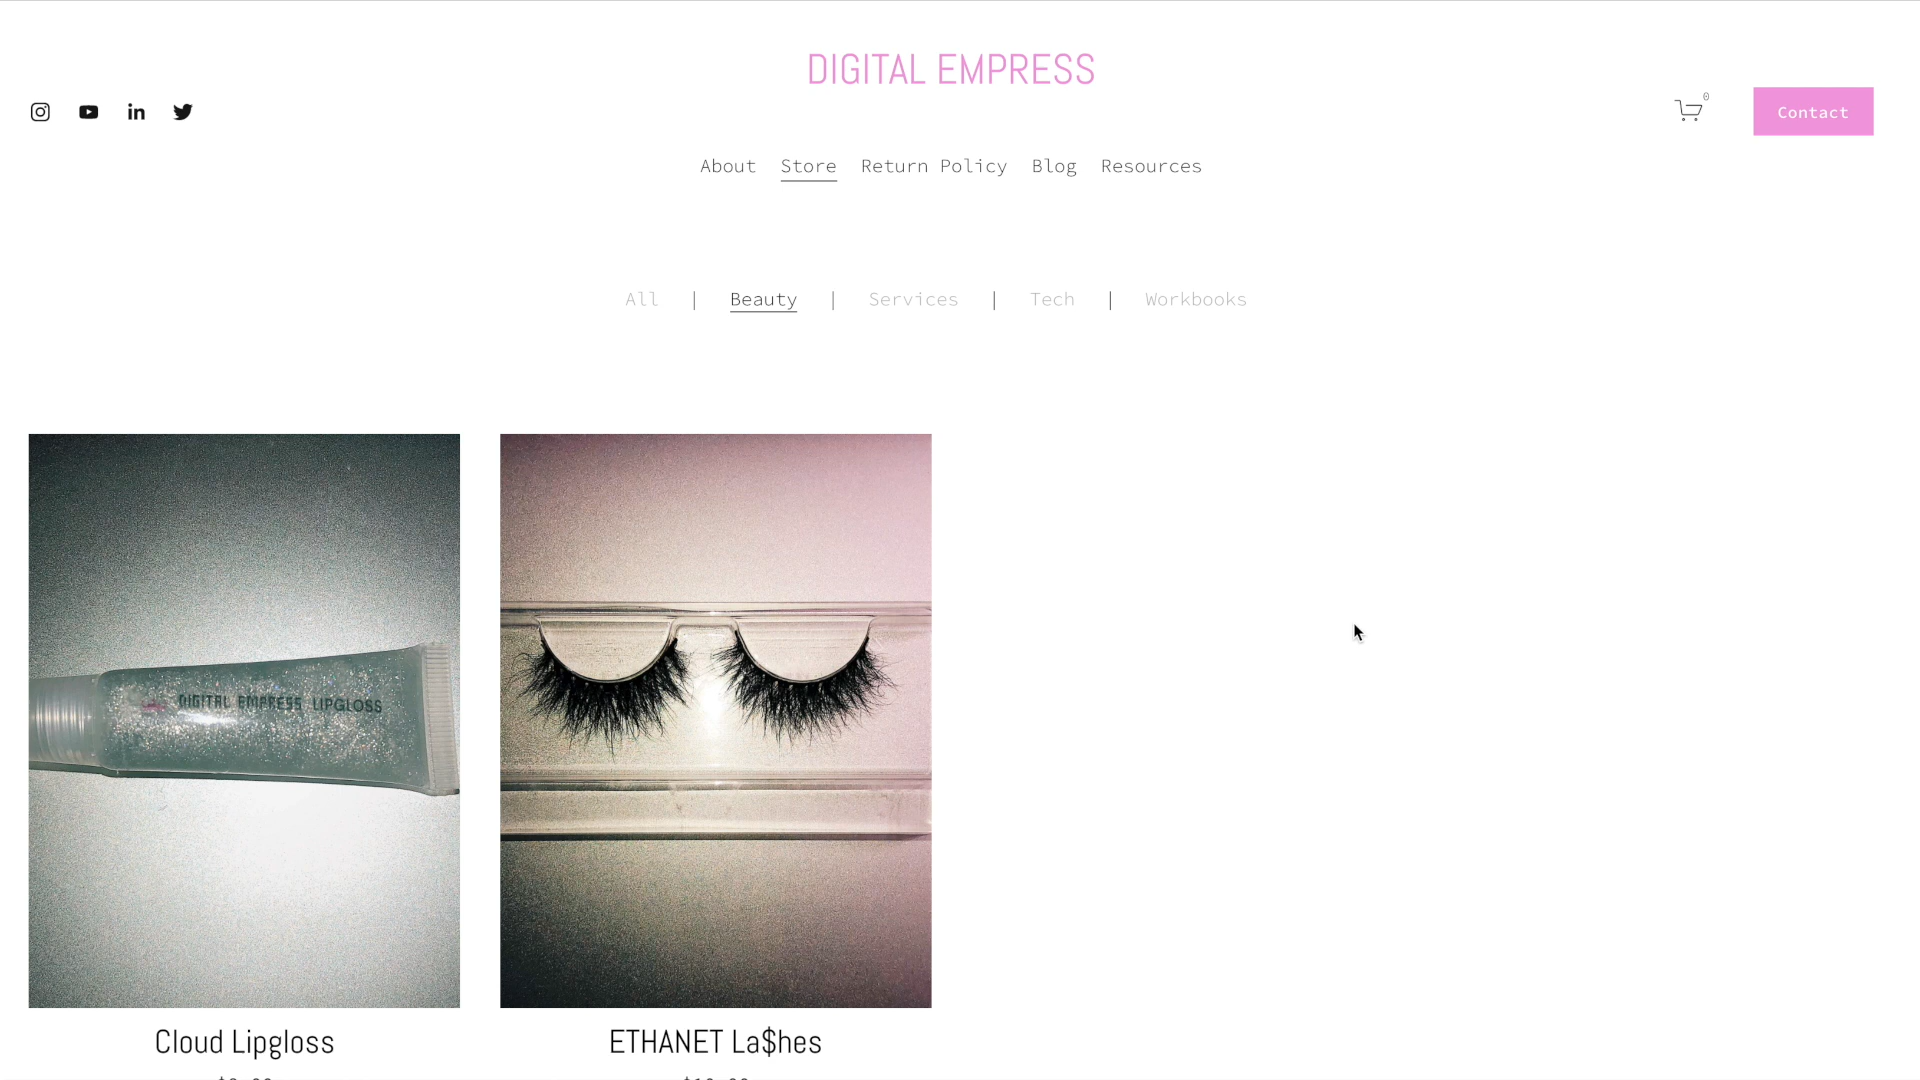 DIGITAL EMPRESS
0
Contact
About Store Return Policy Blog Resources
All | Beauty | Services | Tech | Workbooks
DIGITAL EMPRESS LIPGLOSS
Cloud Lipgloss
ETHANET La$hes